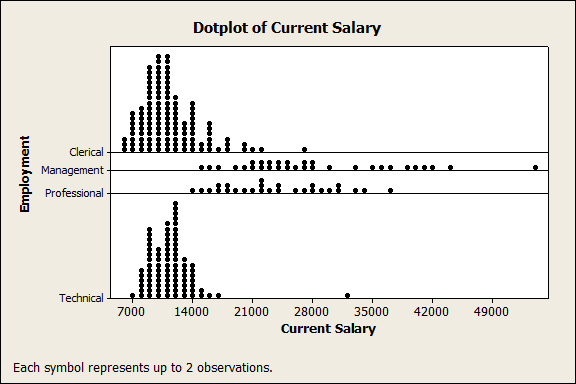 Dotplot of Current Salary
Employment
Clerical
Management
Professional
Technical
7000 14000 21000 28000 35000 42000 49000
Current Salary
Each symbol represents up to 2 observations.